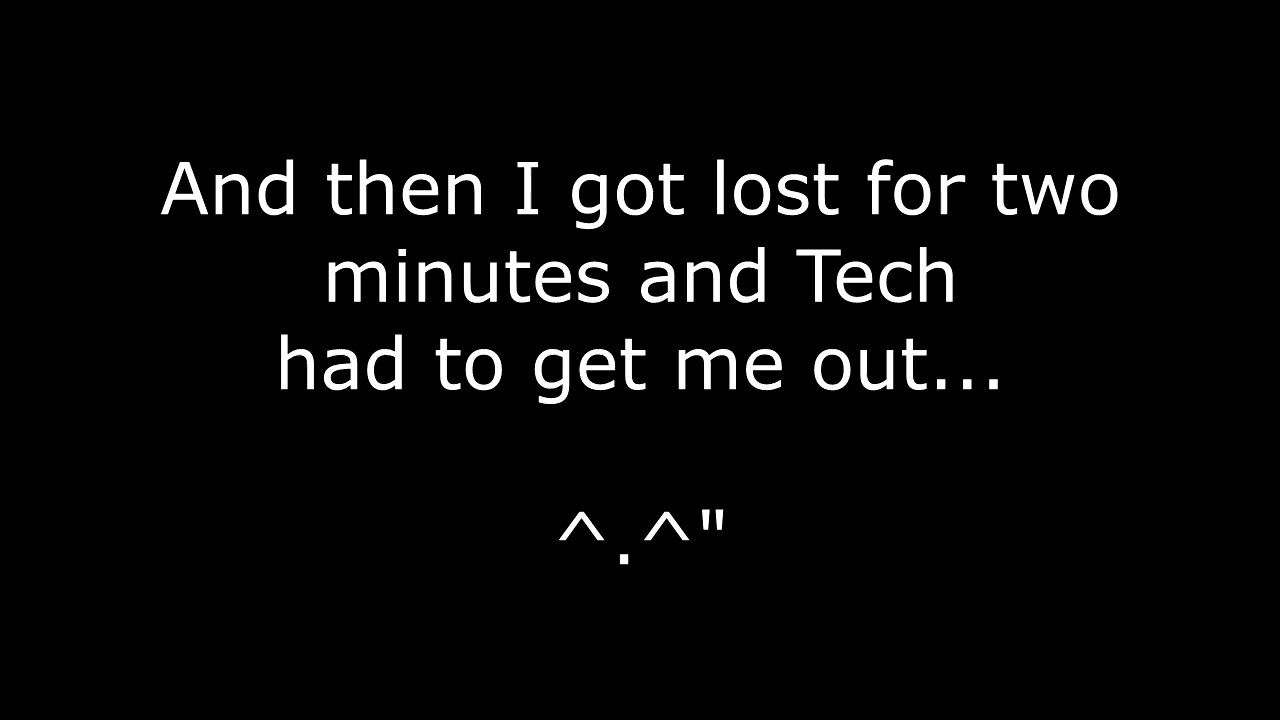 And then I got lost for two
minutes and Tech
had to get me out...
^.^"